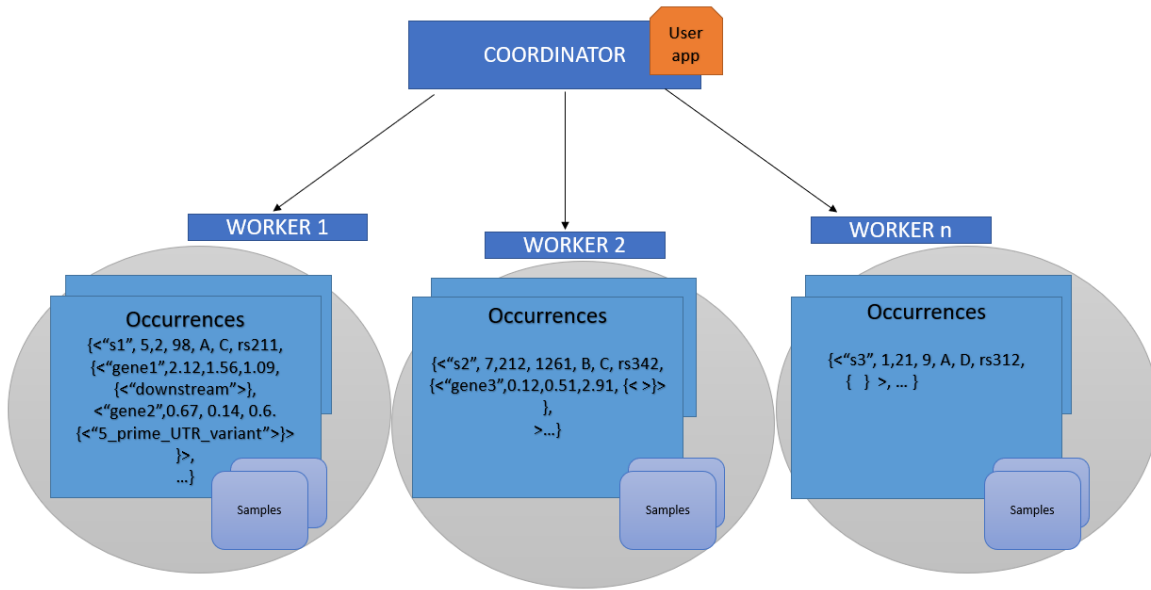 COORDINATOR
User
app
WORKER 1
WORKER 2
WORKER n
Occurrences
{<“s1”, 5,2, 98, A, C, rs211,
{<“gene1”,2.12,1.56,1.09,
{<“downstream”>},
<“gene2”,0.67, 0.14, 0.6.
{<“5_prime_UTR_variant”>}>
}>,
...}
Samples
Occurrences
{<“s2”, 7,212, 1261, B, C, rs342,
{<“gene3”,0.12,0.51,2.91, {< >}>
},
>...}
Samples
Occurrences
{<“s3”, 1,21, 9, A, D, rs312,
{ } >, ... }
Samples